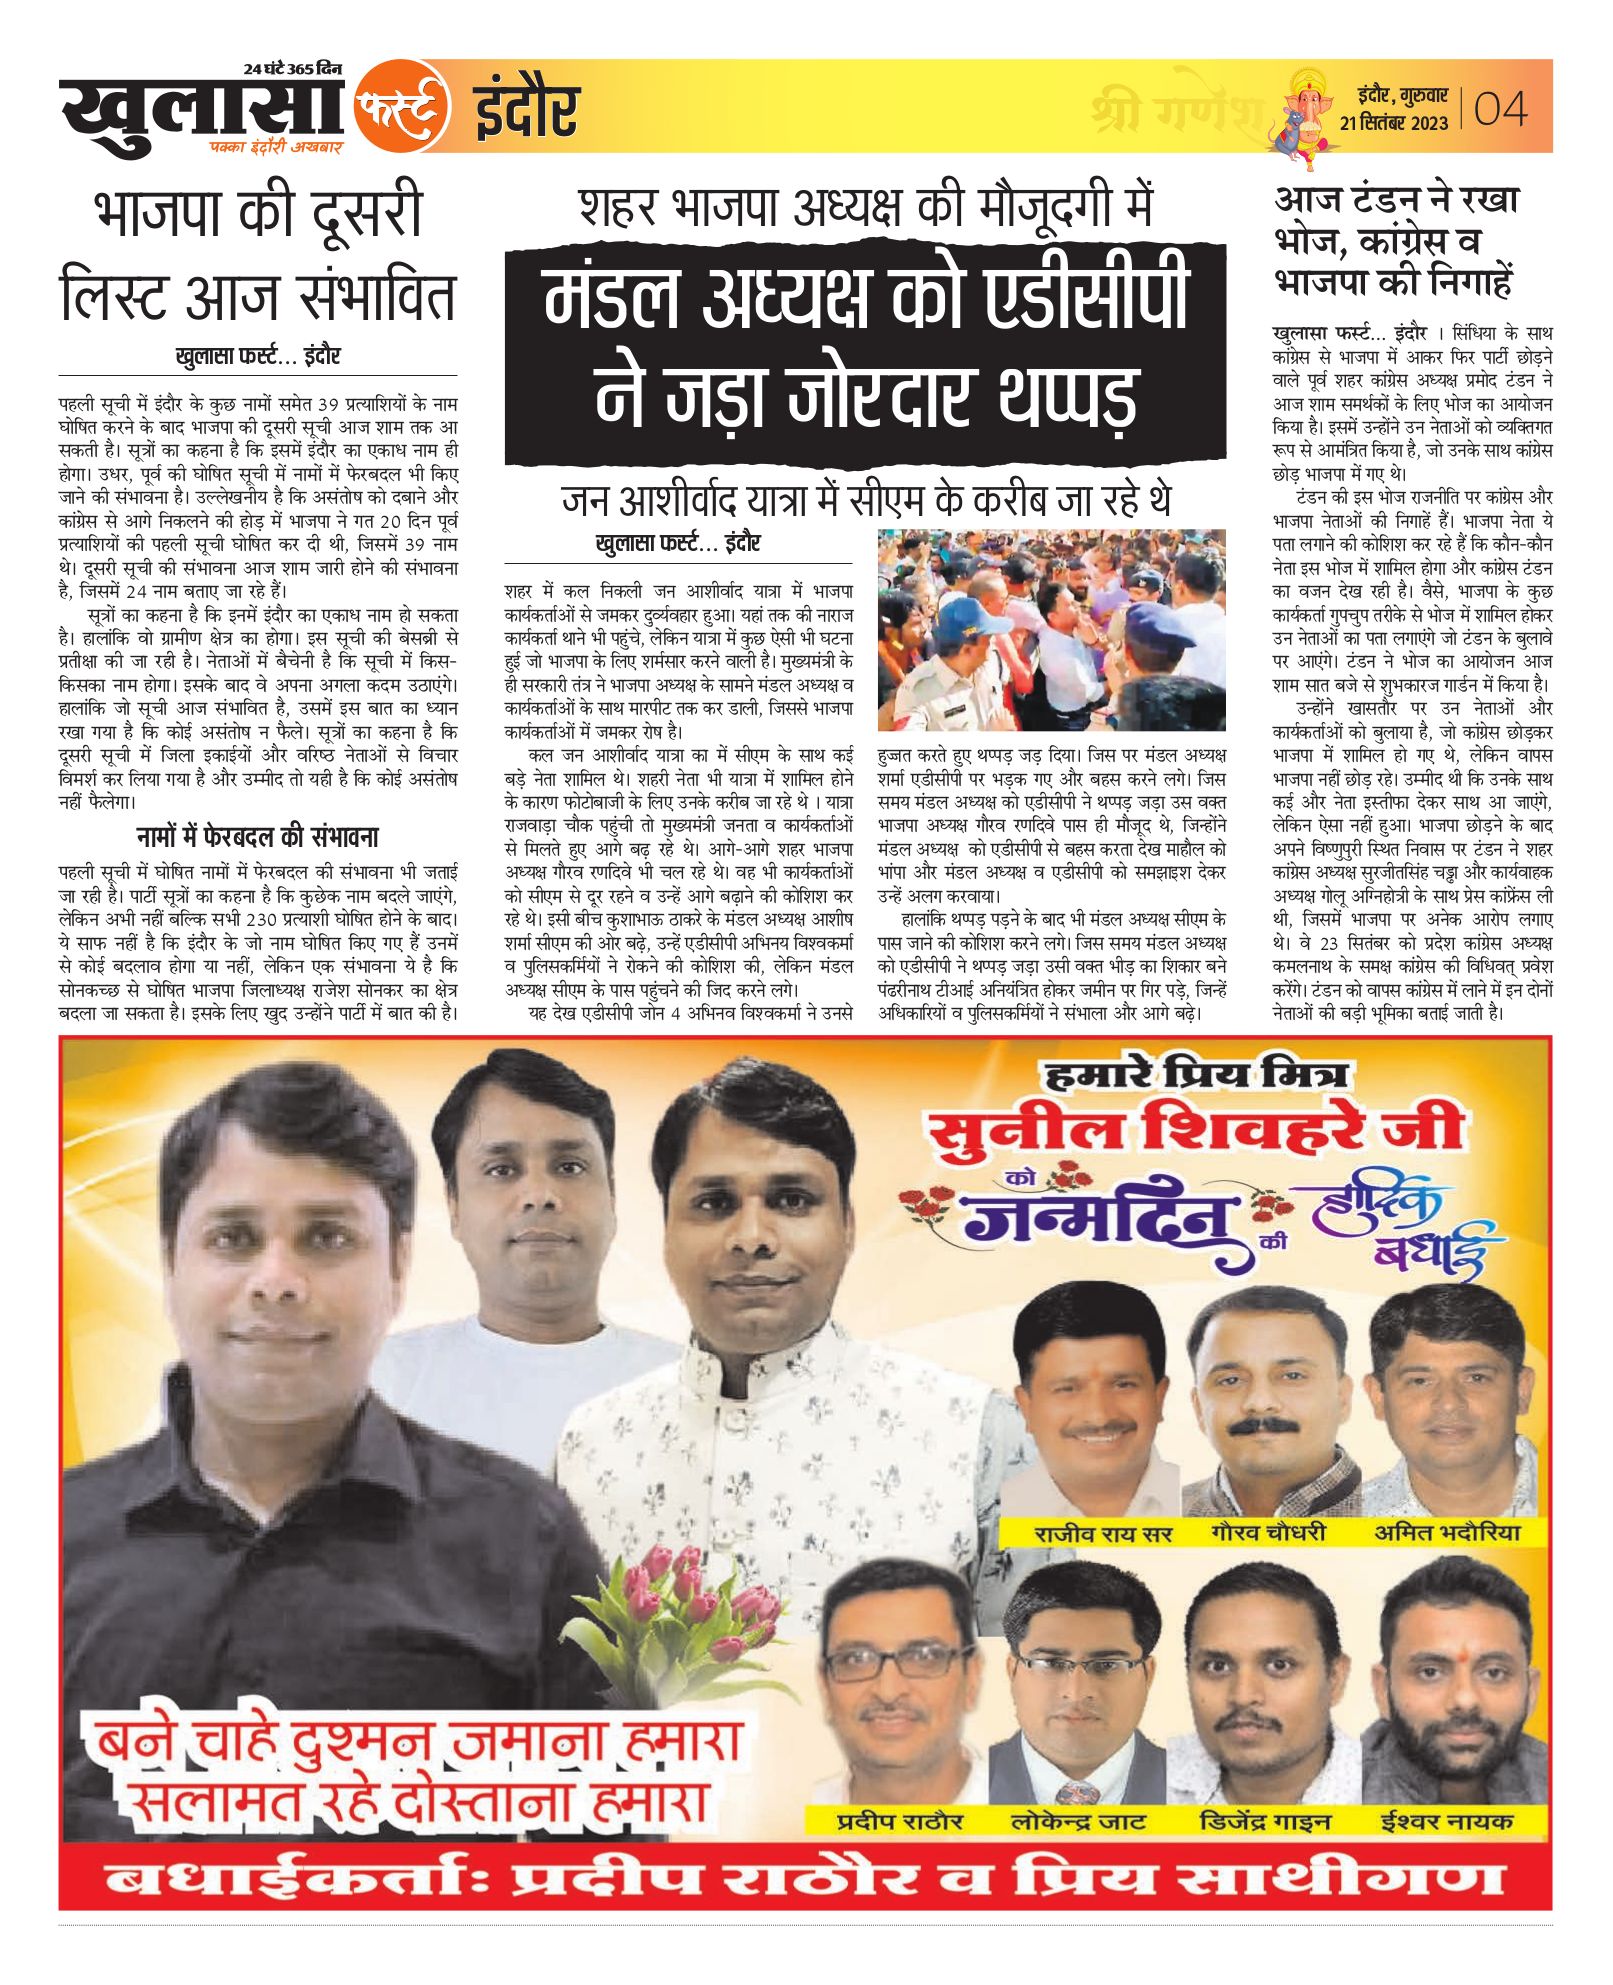 24 घंटे 365 दिन
खुलासा फर्स्ट
पक्का इंदौरी अखबार
इंदौर
श्री गणेश
इंदौर, गुरुवार
21 सितंबर 2023
04
भाजपा की दूसरी
लिस्ट आज संभावित
खुलासा फर्स्ट... इंदौर
पहली सूची में इंदौर के कुछ नामों समेत 39 प्रत्याशियों के नाम
घोषित करने के बाद भाजपा की दूसरी सूची आज शाम तक आ
सकती है। सूत्रों का कहना है कि इसमें इंदौर का एकाध नाम ही
होगा। उधर, पूर्व की घोषित सूची में नामों में फेरबदल भी किए
जाने की संभावना है। उल्लेखनीय है कि असंतोष को दबाने और
कांग्रेस से आगे निकलने की होड़ में भाजपा ने गत 20 दिन पूर्व
प्रत्याशियों की पहली सूची घोषित कर दी थी, जिसमें 39 नाम
थे। दूसरी सूची की संभावना आज शाम जारी होने की संभावना
है, जिसमें 24 नाम बताए जा रहे हैं।
सूत्रों का कहना है कि इनमें इंदौर का एकाध नाम हो सकता
है। हालांकि वो ग्रामीण क्षेत्र का होगा। इस सूची की बेसब्री से
प्रतीक्षा की जा रही है। नेताओं में बैचेनी है कि सूची में किस-
किसका नाम होगा। इसके बाद वे अपना अगला कदम उठाएंगे।
हालांकि जो सूची आज संभावित है, उसमें इस बात का ध्यान
रखा गया है कि कोई असंतोष न फैले। सूत्रों का कहना है कि
दूसरी सूची में जिला इकाईयों और वरिष्ठ नेताओं से विचार
विमर्श कर लिया गया है और उम्मीद तो यही है कि कोई असंतोष
नहीं फैलेगा।
नामों में फेरबदल की संभावना
पहली सूची में घोषित नामों में फेरबदल की संभावना भी जताई
जा रही है। पार्टी सूत्रों का कहना है कि कुछेक नाम बदले जाएंगे,
लेकिन अभी नहीं बल्कि सभी 230 प्रत्याशी घोषित होने के बाद।
ये साफ नहीं है कि इंदौर के जो नाम घोषित किए गए हैं उनमें
से कोई बदलाव होगा या नहीं, लेकिन एक संभावना ये है कि
सोनकच्छ से घोषित भाजपा जिलाध्यक्ष राजेश सोनकर का क्षेत्र
बदला जा सकता है। इसके लिए खुद उन्होंने पार्टी में बात की है।
शहर भाजपा अध्यक्ष की मौजूदगी में
मंडल अध्यक्ष को एडीसीपी
ने जड़ा जोरदार थप्पड़
जन आशीर्वाद यात्रा में सीएम के करीब जा रहे थे
खुलासा फर्स्ट... इंदौर
शहर में कल निकली जन आशीर्वाद यात्रा में भाजपा
कार्यकर्ताओं से जमकर दुर्व्यवहार हुआ। यहां तक की नाराज
कार्यकर्ता थाने भी पहुंचे, लेकिन यात्रा में कुछ ऐसी भी घटना
हुई जो भाजपा के लिए शर्मसार करने वाली है। मुख्यमंत्री के
ही सरकारी तंत्र ने भाजपा अध्यक्ष के सामने मंडल अध्यक्ष व
कार्यकर्ताओं के साथ मारपीट तक कर डाली, जिससे भाजपा
कार्यकर्ताओं में जमकर रोष है।
कल जन आशीर्वाद यात्रा का में सीएम के साथ कई
बड़े नेता शामिल थे। शहरी नेता भी यात्रा में शामिल होने
के कारण फोटोबाजी के लिए उनके करीब जा रहे थे । यात्रा
राजवाड़ा चौक पहुंची तो मुख्यमंत्री जनता व कार्यकर्ताओं
से मिलते हुए आगे बढ़ रहे थे। आगे-आगे शहर भाजपा
अध्यक्ष गौरव रणदिवे भी चल रहे थे। वह भी कार्यकर्ताओं
को सीएम से दूर रहने व उन्हें आगे बढ़ाने की कोशिश कर
रहे थे। इसी बीच कुशाभाऊ ठाकरे के मंडल अध्यक्ष आशीष
शर्मा सीएम की ओर बढ़े, उन्हें एडीसीपी अभिनय विश्वकर्मा
व पुलिसकर्मियों ने रोकने की कोशिश की, लेकिन मंडल
अध्यक्ष सीएम के पास पहुंचने की जिद करने लगे।
यह देख एडीसीपी जोन 4 अभिनव विश्वकर्मा ने उनसे
हुज्जत करते हुए थप्पड़ जड़ दिया। जिस पर मंडल अध्यक्ष
शर्मा एडीसीपी पर भड़क गए और बहस करने लगे। जिस
समय मंडल अध्यक्ष को एडीसीपी ने थप्पड़ जड़ा उस वक्त
भाजपा अध्यक्ष गौरव रणदिवे पास ही मौजूद थे, जिन्होंने
मंडल अध्यक्ष को एडीसीपी से बहस करता देख माहौल को
भांपा और मंडल अध्यक्ष व एडीसीपी को समझाइश देकर
उन्हें अलग करवाया।
हालांकि थप्पड़ पड़ने के बाद भी मंडल अध्यक्ष सीएम के
पास जाने की कोशिश करने लगे। जिस समय मंडल अध्यक्ष
को एडीसीपी ने थप्पड़ जड़ा उसी वक्त भीड़ का शिकार बने
पंढरीनाथ टीआई अनियंत्रित होकर जमीन पर गिर पड़े, जिन्हें
अधिकारियों व पुलिसकर्मियों ने संभाला और आगे बढ़े।
आज टंडन ने रखा
भोज, कांग्रेस व
भाजपा की निगाहें
खुलासा फर्स्ट... इंदौर । सिंधिया के साथ
कांग्रेस से भाजपा में आकर फिर पार्टी छोड़ने
वाले पूर्व शहर कांग्रेस अध्यक्ष प्रमोद टंडन ने
आज शाम समर्थकों के लिए भोज का आयोजन
किया है। इसमें उन्होंने उन नेताओं को व्यक्तिगत
रूप से आमंत्रित किया है, जो उनके साथ कांग्रेस
छोड़ भाजपा में गए थे।
टंडन की इस भोज राजनीति पर कांग्रेस और
भाजपा नेताओं की निगाहें हैं। भाजपा नेता ये
पता लगाने की कोशिश कर रहे हैं कि कौन-कौन
नेता इस भोज में शामिल होगा और कांग्रेस टंडन
का वजन देख रही है। वैसे, भाजपा के कुछ
कार्यकर्ता गुपचुप तरीके से भोज में शामिल होकर
उन नेताओं का पता लगाएंगे जो टंडन के बुलावे
पर आएंगे। टंडन ने भोज का आयोजन आज
शाम सात बजे से शुभकारज गार्डन में किया है।
उन्होंने खासतौर पर उन नेताओं और
कार्यकर्ताओं को बुलाया है, जो कांग्रेस छोड़कर
भाजपा में शामिल हो गए थे, लेकिन वापस
भाजपा नहीं छोड़ रहे। उम्मीद थी कि उनके साथ
कई और नेता इस्तीफा देकर साथ आ जाएंगे,
लेकिन ऐसा नहीं हुआ। भाजपा छोड़ने के बाद
अपने विष्णुपुरी स्थित निवास पर टंडन ने शहर
कांग्रेस अध्यक्ष सुरजीतसिंह चड्ढा और कार्यवाहक
अध्यक्ष गोलू अग्निहोत्री के साथ प्रेस कांफ्रेंस ली
थी, जिसमें भाजपा पर अनेक आरोप लगाए
थे। वे 23 सितंबर को प्रदेश कांग्रेस अध्यक्ष
कमलनाथ के समक्ष कांग्रेस की विधिवत् प्रवेश
करेंगे। टंडन को वापस कांग्रेस में लाने में इन दोनों
नेताओं की बड़ी भूमिका बताई जाती है।
हमारे प्रिय मित्र
सुनील शिवहरे जी
को
जन्मदिन की
हार्दिक
बधाई
राजीव राय सर गौरव चौधरी अमित भदौरिया
प्रदीप राठौर लोकेन्द्र जाट डिजेंद्र गाइन ईश्वर नायक
बने चाहे दुश्मन जमाना हमारा
सलामत रहे दोस्ताना हमारा
बधाईकर्ताः प्रदीप राठौर व प्रिय साथीगण